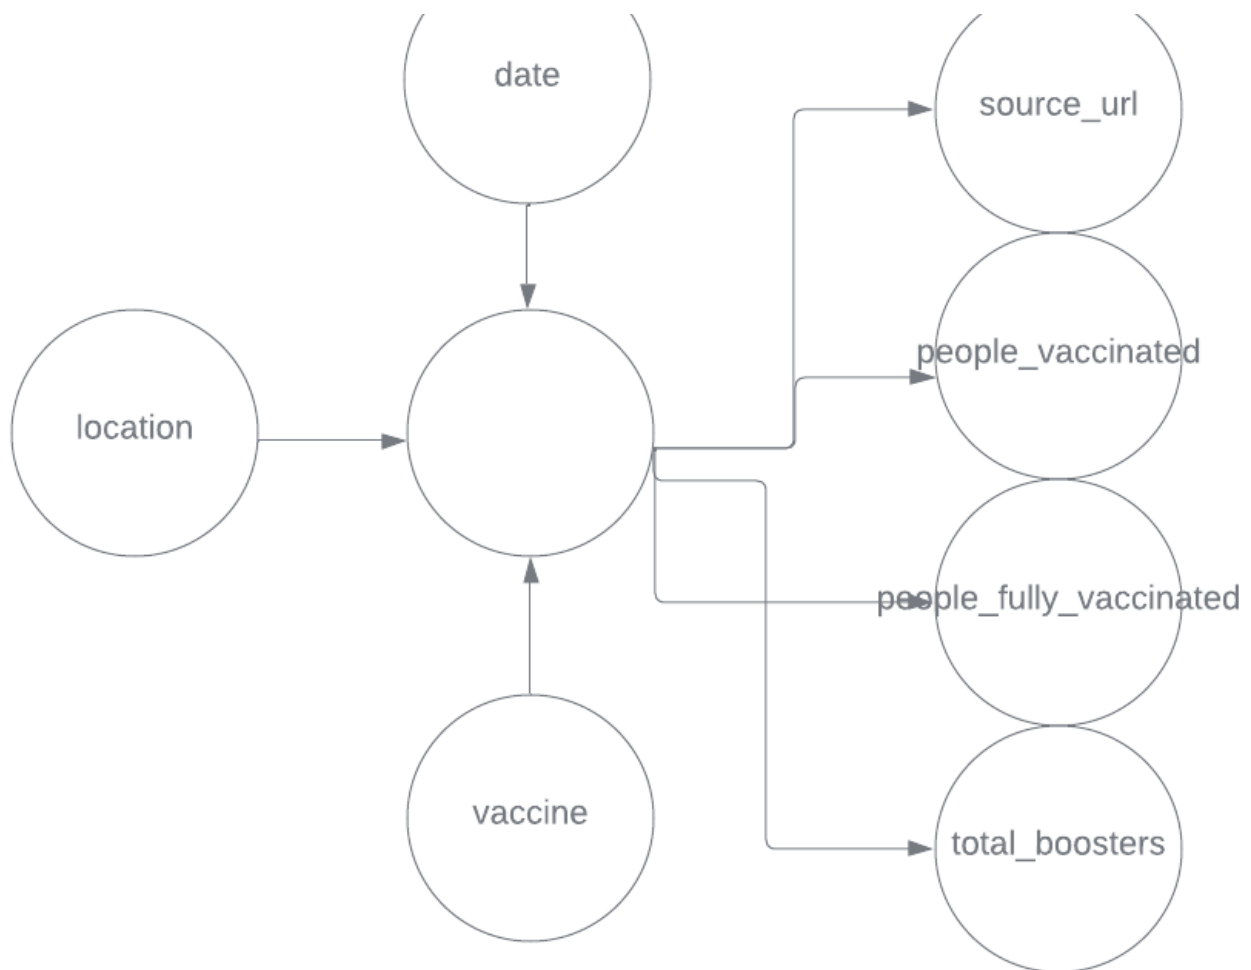 date
source_url
people_vaccinated
location
people_fully_vaccinated
vaccine
total_boosters